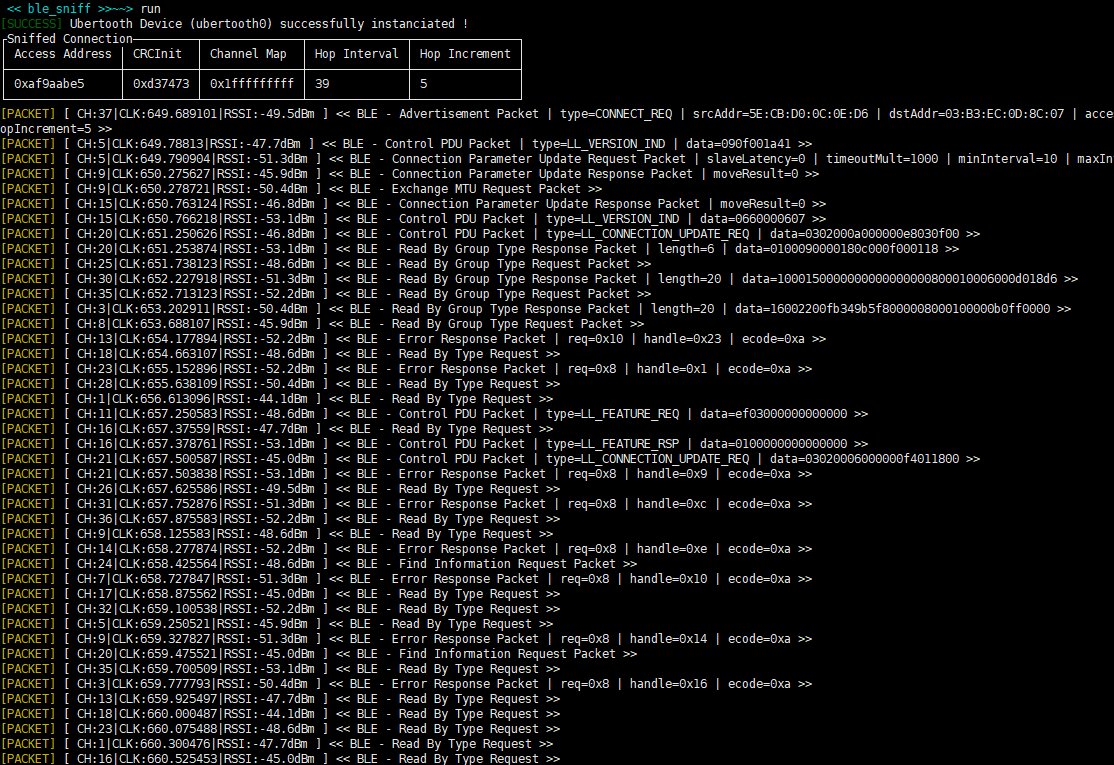 << ble_sniff >>~~> run
[SUCCESS] Ubertooth Device (ubertooth0) successfully instanciated !
Sniffed Connection
Access Address | CRCInit | Channel Map | Hop Interval | Hop Increment
0xaf9aabe5 | 0xd37473 | 0x1fffffffff | 39 | 5
[PACKET] [ CH:37|CLK:649.689101|RSSI:-49.5dBm ] << BLE - Advertisement Packet | type=CONNECT_REQ | srcAddr=5E:CB:D0:0C:0E:D6 | dstAddr=03:B3:EC:0D:8C:07 | acce
opIncrement=5 >>
[PACKET] [ CH:5|CLK:649.78813|RSSI:-47.7dBm ] << BLE - Control PDU Packet | type=LL_VERSION_IND | data=090f001a41 >>
[PACKET] [ CH:5|CLK:649.790904|RSSI:-51.3dBm ] << BLE - Connection Parameter Update Request Packet | slaveLatency=0 | timeoutMult=1000 | minInterval=10 | maxIn
[PACKET] [ CH:9|CLK:650.275627|RSSI:-45.9dBm ] << BLE - Connection Parameter Update Response Packet | moveResult=0 >>
[PACKET] [ CH:9|CLK:650.278721|RSSI:-50.4dBm ] << BLE - Exchange MTU Request Packet >>
[PACKET] [ CH:15|CLK:650.763124|RSSI:-46.8dBm ] << BLE - Connection Parameter Update Response Packet | moveResult=0 >>
[PACKET] [ CH:15|CLK:650.766218|RSSI:-53.1dBm ] << BLE - Control PDU Packet | type=LL_VERSION_IND | data=0660000607 >>
[PACKET] [ CH:20|CLK:651.250626|RSSI:-46.8dBm ] << BLE - Control PDU Packet | type=LL_CONNECTION_UPDATE_REQ | data=0302000a000000e8030f00 >>
[PACKET] [ CH:20|CLK:651.253874|RSSI:-53.1dBm ] << BLE - Read By Group Type Response Packet | length=6 | data=0100090000180c000f000118 >>
[PACKET] [ CH:25|CLK:651.738123|RSSI:-48.6dBm ] << BLE - Read By Group Type Request Packet >>
[PACKET] [ CH:30|CLK:652.227918|RSSI:-51.3dBm ] << BLE - Read By Group Type Response Packet | length=20 | data=10001500000000000000000800010006000d018d6 >>
[PACKET] [ CH:35|CLK:652.713123|RSSI:-52.2dBm ] << BLE - Read By Group Type Request Packet >>
[PACKET] [ CH:3|CLK:653.202911|RSSI:-50.4dBm ] << BLE - Read By Group Type Response Packet | length=20 | data=16002200fb349b5f8000008000100000b0ff0000 >>
[PACKET] [ CH:8|CLK:653.688107|RSSI:-45.9dBm ] << BLE - Read By Group Type Request Packet >>
[PACKET] [ CH:13|CLK:654.177894|RSSI:-52.2dBm ] << BLE - Error Response Packet | req=0x10 | handle=0x23 | ecode=0xa >>
[PACKET] [ CH:18|CLK:654.663107|RSSI:-48.6dBm ] << BLE - Read By Type Request >>
[PACKET] [ CH:23|CLK:655.152896|RSSI:-52.2dBm ] << BLE - Error Response Packet | req=0x8 | handle=0x1 | ecode=0xa >>
[PACKET] [ CH:28|CLK:655.638109|RSSI:-50.4dBm ] << BLE - Read By Type Request >>
[PACKET] [ CH:1|CLK:656.613096|RSSI:-44.1dBm ] << BLE - Read By Type Request >>
[PACKET] [ CH:11|CLK:657.250583|RSSI:-48.6dBm ] << BLE - Control PDU Packet | type=LL_FEATURE_REQ | data=ef03000000000000 >>
[PACKET] [ CH:16|CLK:657.37559|RSSI:-47.7dBm ] << BLE - Read By Type Request >>
[PACKET] [ CH:16|CLK:657.378761|RSSI:-53.1dBm ] << BLE - Control PDU Packet | type=LL_FEATURE_RSP | data=0100000000000000 >>
[PACKET] [ CH:21|CLK:657.500587|RSSI:-45.0dBm ] << BLE - Control PDU Packet | type=LL_CONNECTION_UPDATE_REQ | data=03020006000000f4011800 >>
[PACKET] [ CH:21|CLK:657.503838|RSSI:-53.1dBm ] << BLE - Error Response Packet | req=0x8 | handle=0x9 | ecode=0xa >>
[PACKET] [ CH:26|CLK:657.625586|RSSI:-49.5dBm ] << BLE - Read By Type Request >>
[PACKET] [ CH:31|CLK:657.752876|RSSI:-51.3dBm ] << BLE - Error Response Packet | req=0x8 | handle=0xc | ecode=0xa >>
[PACKET] [ CH:36|CLK:657.875583|RSSI:-52.2dBm ] << BLE - Read By Type Request >>
[PACKET] [ CH:9|CLK:658.125583|RSSI:-48.6dBm ] << BLE - Read By Type Request >>
[PACKET] [ CH:14|CLK:658.277874|RSSI:-52.2dBm ] << BLE - Error Response Packet | req=0x8 | handle=0xe | ecode=0xa >>
[PACKET] [ CH:24|CLK:658.425564|RSSI:-48.6dBm ] << BLE - Find Information Request Packet >>
[PACKET] [ CH:7|CLK:658.727847|RSSI:-51.3dBm ] << BLE - Error Response Packet | req=0x8 | handle=0x10 | ecode=0xa >>
[PACKET] [ CH:17|CLK:658.875562|RSSI:-45.0dBm ] << BLE - Read By Type Request >>
[PACKET] [ CH:32|CLK:659.100538|RSSI:-52.2dBm ] << BLE - Read By Type Request >>
[PACKET] [ CH:5|CLK:659.250521|RSSI:-45.9dBm ] << BLE - Read By Type Request >>
[PACKET] [ CH:9|CLK:659.327827|RSSI:-51.3dBm ] << BLE - Error Response Packet | req=0x8 | handle=0x14 | ecode=0xa >>
[PACKET] [ CH:20|CLK:659.475521|RSSI:-45.0dBm ] << BLE - Find Information Request Packet >>
[PACKET] [ CH:35|CLK:659.700509|RSSI:-53.1dBm ] << BLE - Read By Type Request >>
[PACKET] [ CH:3|CLK:659.777793|RSSI:-50.4dBm ] << BLE - Error Response Packet | req=0x8 | handle=0x16 | ecode=0xa >>
[PACKET] [ CH:13|CLK:659.925497|RSSI:-47.7dBm ] << BLE - Read By Type Request >>
[PACKET] [ CH:18|CLK:660.000487|RSSI:-44.1dBm ] << BLE - Read By Type Request >>
[PACKET] [ CH:23|CLK:660.075488|RSSI:-48.6dBm ] << BLE - Read By Type Request >>
[PACKET] [ CH:1|CLK:660.300476|RSSI:-47.7dBm ] << BLE - Read By Type Request >>
[PACKET] [ CH:16|CLK:660.525453|RSSI:-45.0dBm ] << BLE - Read By Type Request >>